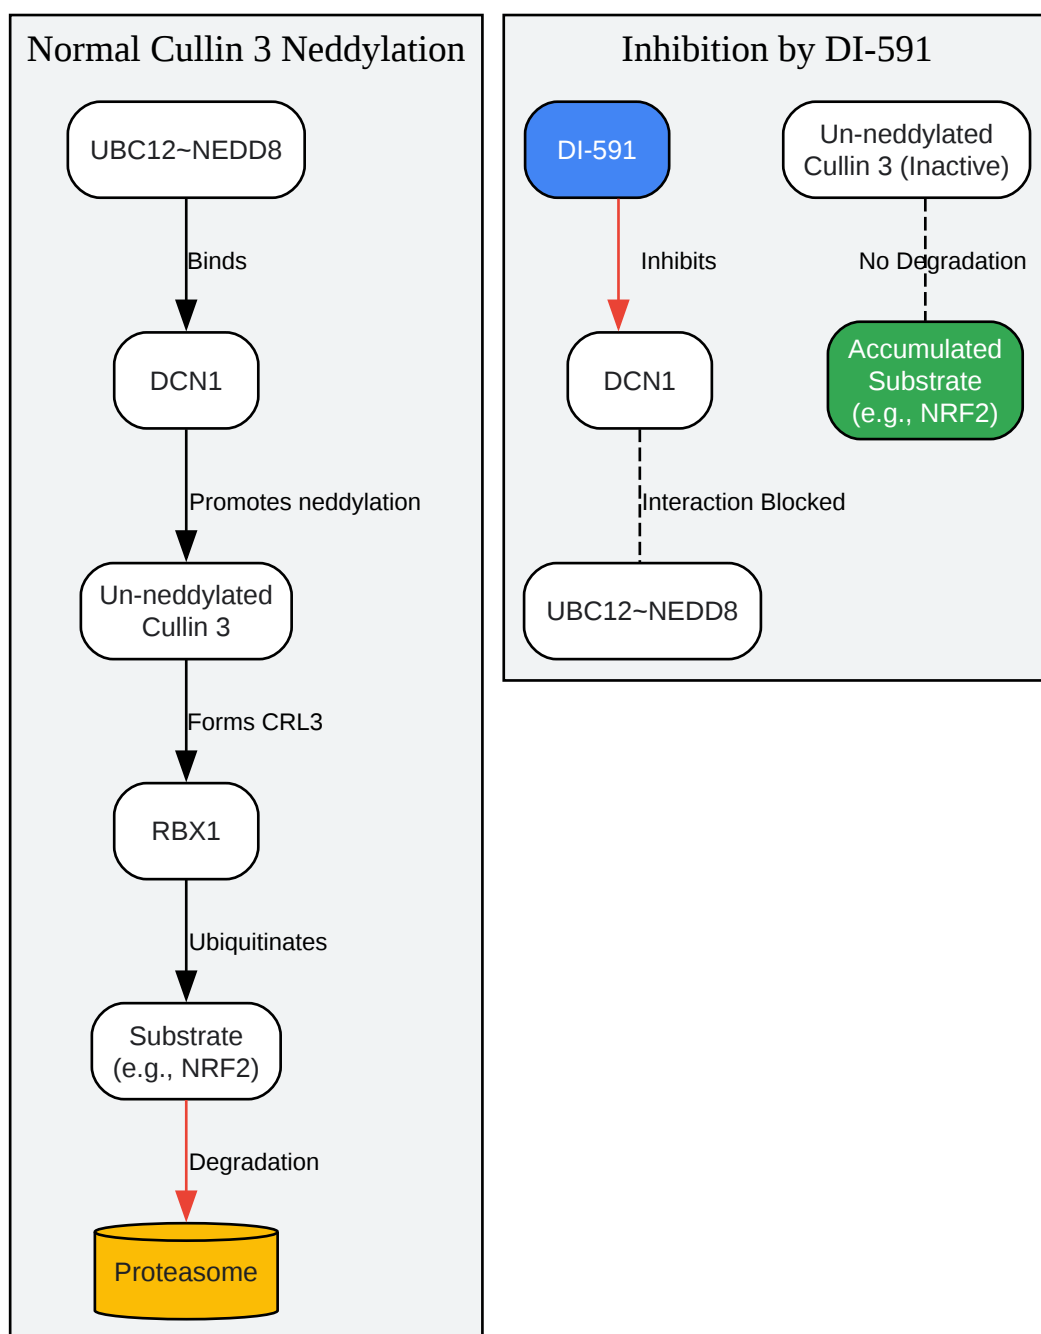 Normal Cullin 3 Neddylation
UBC12~NEDD8
Binds
DCN1
Promotes neddylation
Un-neddylated
Cullin 3
Forms CRL3
RBX1
Ubiquitinates
Substrate
(e.g., NRF2)
Degradation
Proteasome
Inhibition by DI-591
DI-591
Inhibits
DCN1
Interaction Blocked
UBC12~NEDD8
Un-neddylated
Cullin 3 (Inactive)
No Degradation
Accumulated
Substrate
(e.g., NRF2)